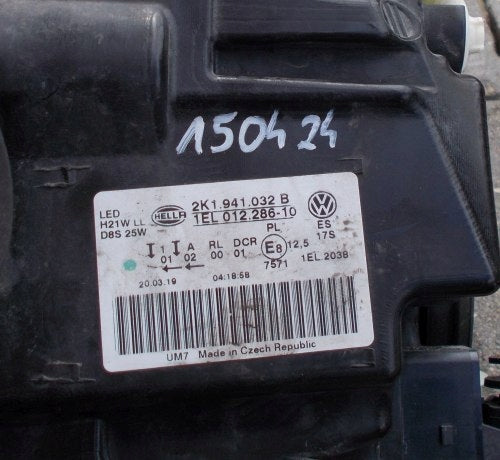 150424
LED
H21W LL
D8S 25W
HELLA
2K1.941.032 B
1EL 012.286-10
ES
17S
1 A RL DCR PL
01 02 00 01 E8 12,5
7571 1EL.2038
20.03.19 04:18:58
UM7 Made in Czech Republic